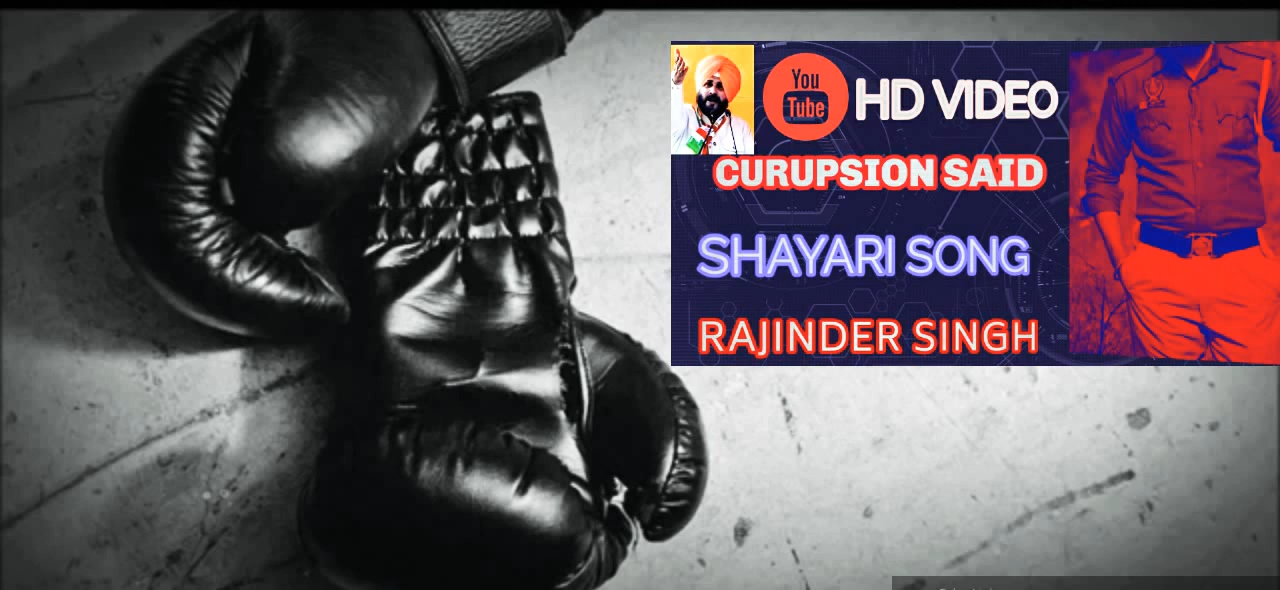 You
Tube
HD VIDEO
CURUPSION SAID
SHAYARI SONG
RAJINDER SINGH